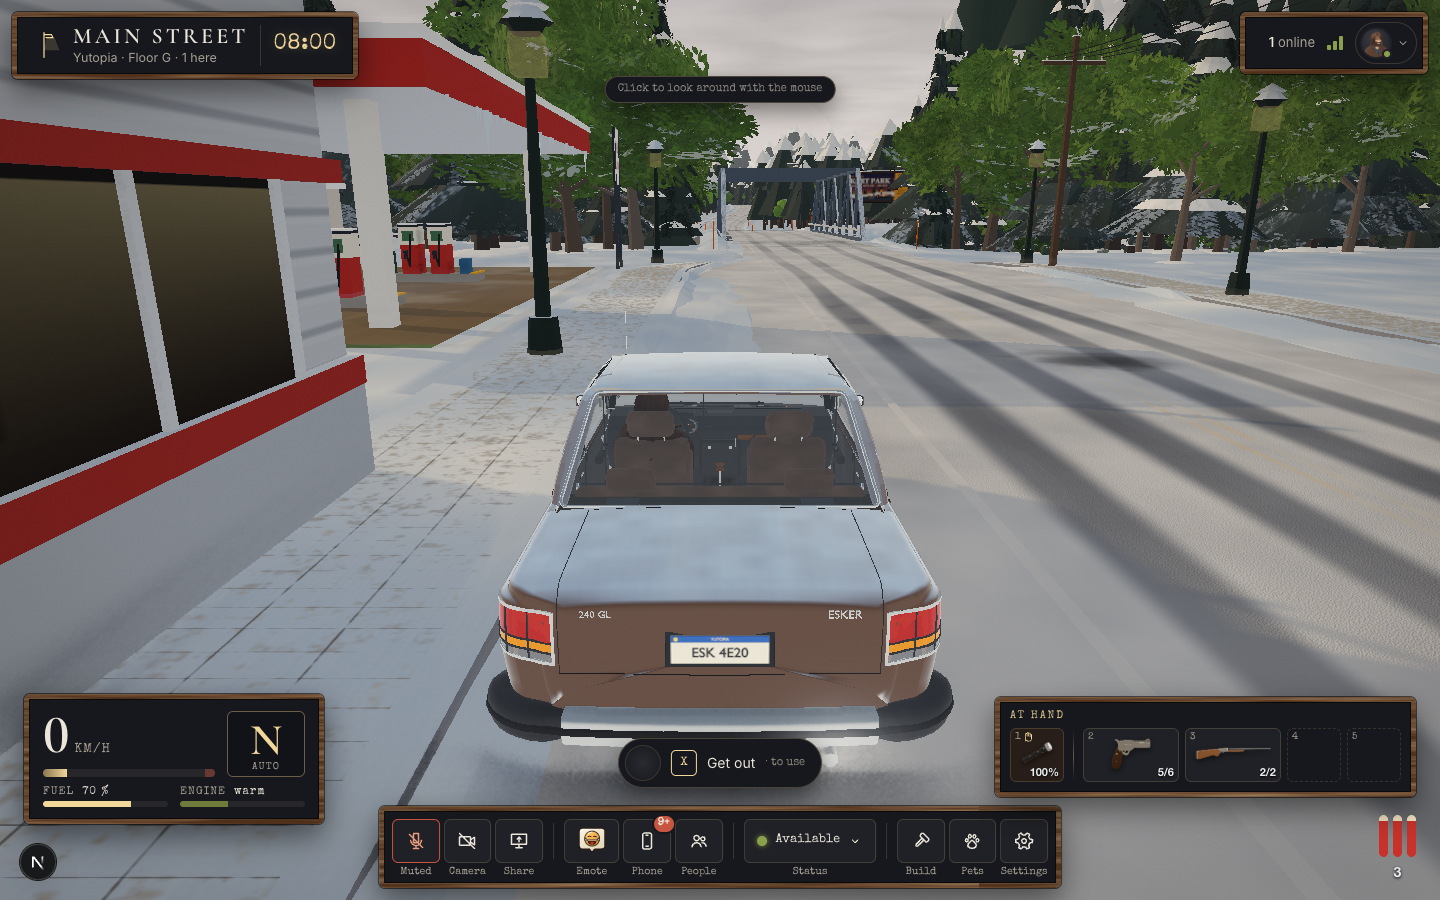 MAIN STREET
Yutopia · Floor G · 1 here
08:00
1 online
Click to look around with the mouse
PARK
240 GL
ESKER
YUTOPIA
ESK 4E20
0 KM/H
N
AUTO
FUEL 70 %
ENGINE warm
X
Get out · to use
AT HAND
1
100%
2
5/6
3
2/2
4
5
9+
Available
Muted
Camera
Share
Emote
Phone
People
Status
Build
Pets
Settings
N
3